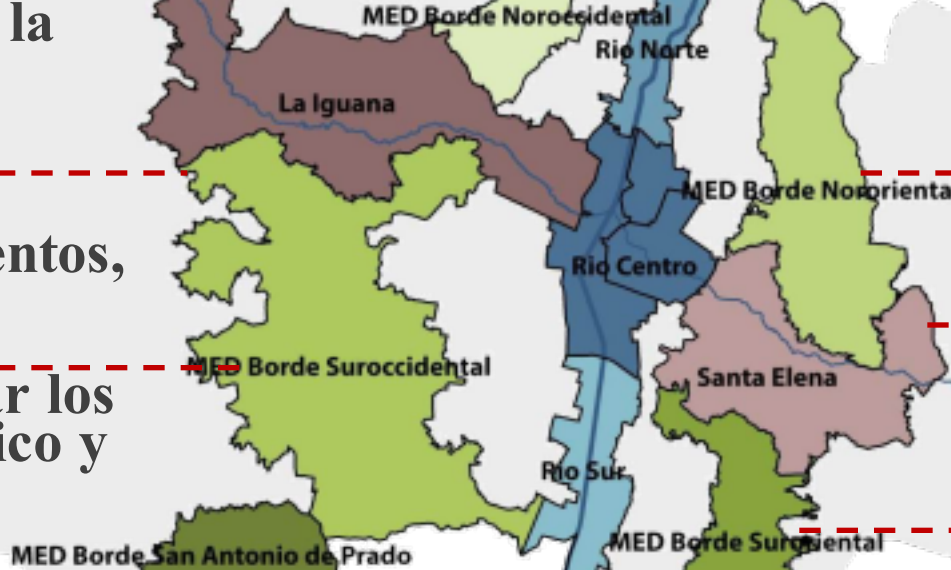 la
MED Borde Noroccidental
Rio Norte
La Iguana
MED Borde Nororienta
entos,
Rio Centro
MED Borde Suroccidental
Santa Elena
ar los
ico y
Rio Sur
MED Borde Suroriental
MED Borde San Antonio de Prado